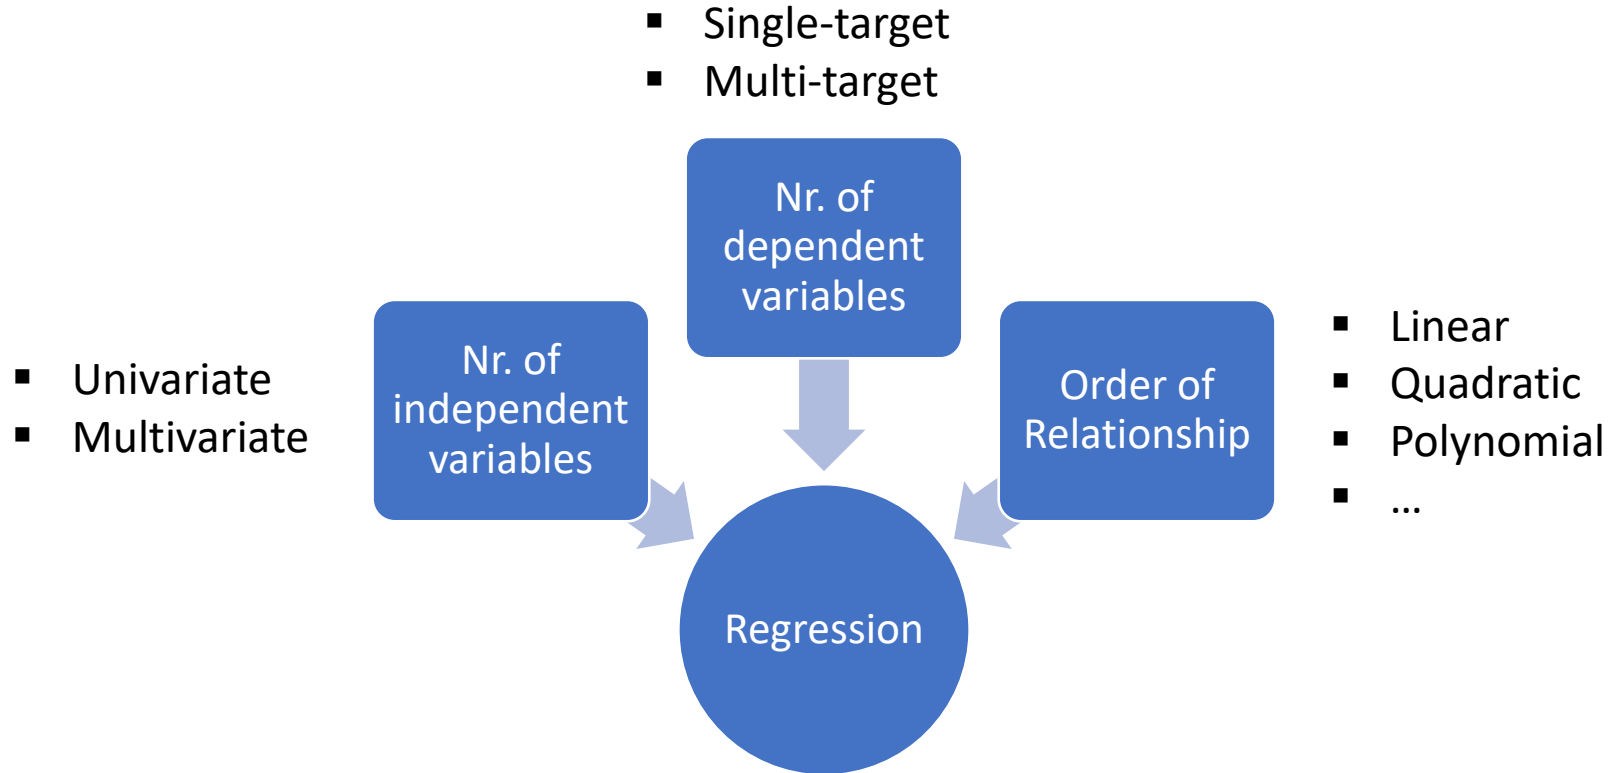 ▪ Single-target
▪ Multi-target
Nr. of
dependent
variables
▪ Univariate
▪ Multivariate
Nr. of
independent
variables
Order of
Relationship
▪ Linear
▪ Quadratic
▪ Polynomial
▪ ...
Regression